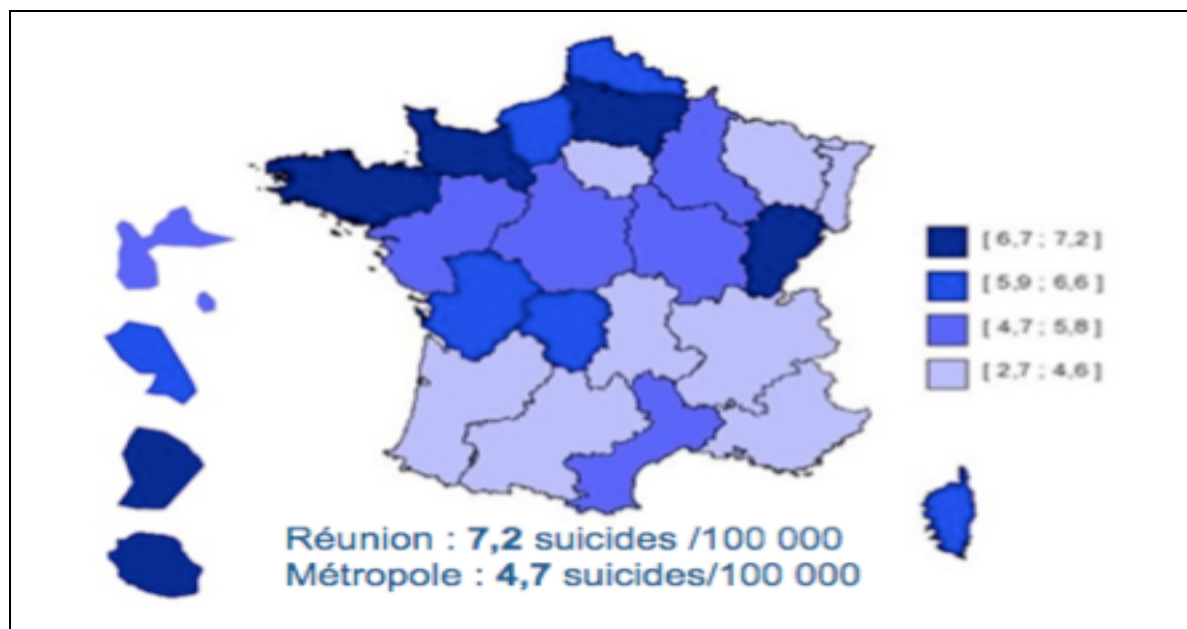 [ 6,7 ; 7,2 ]
[ 5,9 ; 6,6 ]
[ 4,7 ; 5,8 ]
[ 2,7 ; 4,6 ]
Réunion : 7,2 suicides /100 000
Métropole : 4,7 suicides/100 000